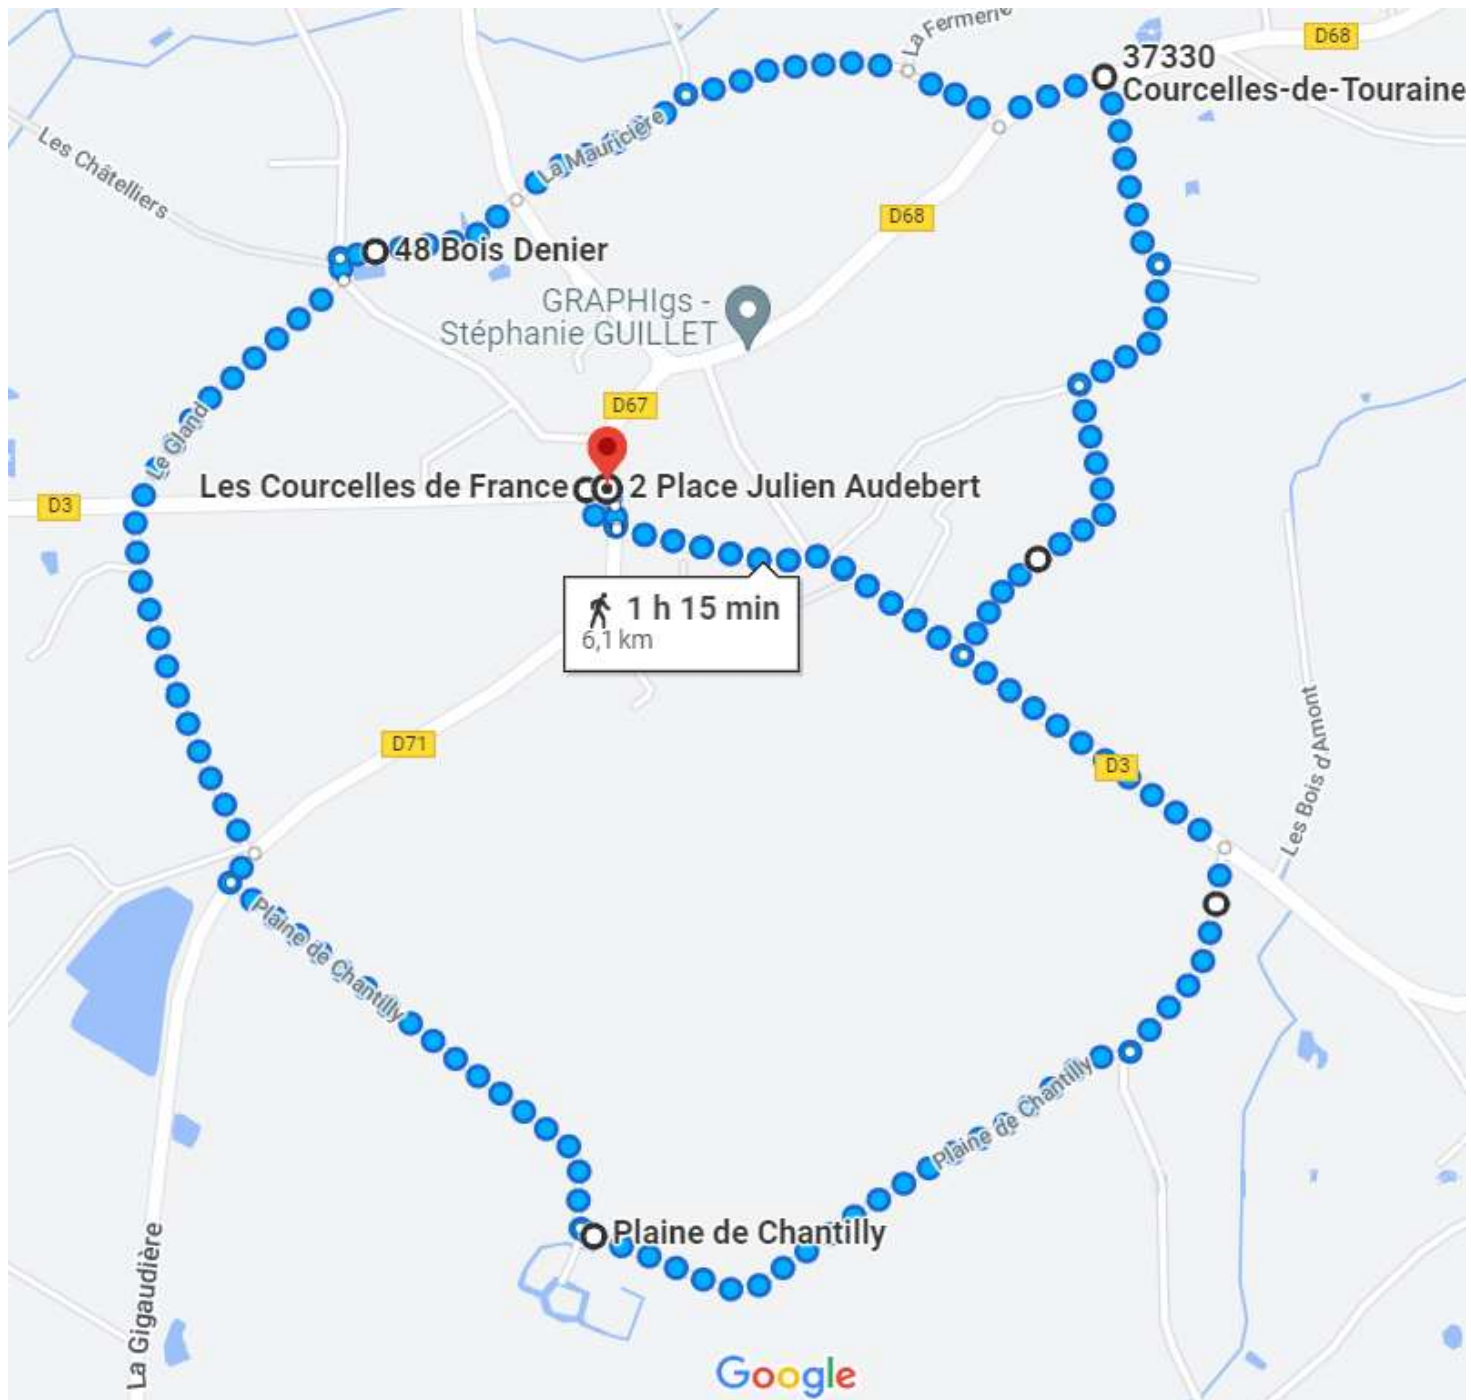 La Fermerie
D68
37330
Courcelles-de-Touraine
Les Châtelliers
La Mauricière
D68
48 Bois Denier
GRAPHIgs -
Stéphanie GUILLET
D67
Le Gland
Les Courcelles de France
2 Place Julien Audebert
D3
1 h 15 min
6,1 km
D71
D3
Les Bois d'Amont
Plaine de Chantilly
Plaine de Chantilly
Plaine de Chantilly
La Gigaudière
Google